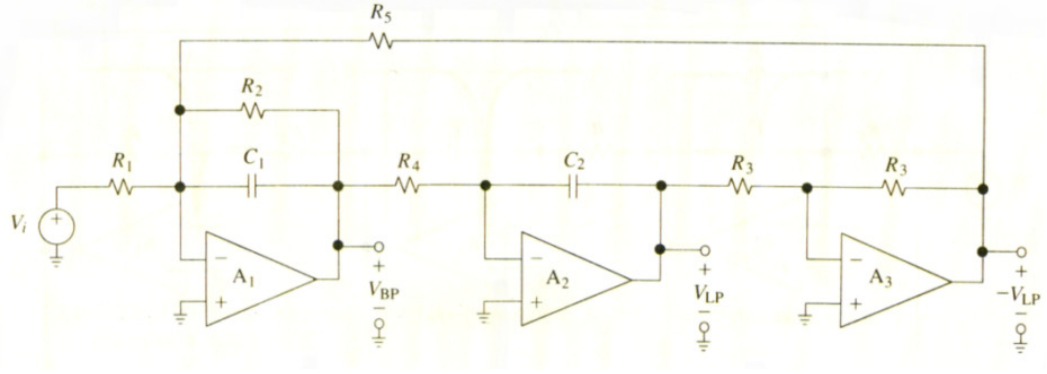 R5
R2
R1 C1 R4 C2 R3 R3
Vi + − A1 + − A2 + − A3 +
+ VBP −
+ VLP −
+ −VLP −